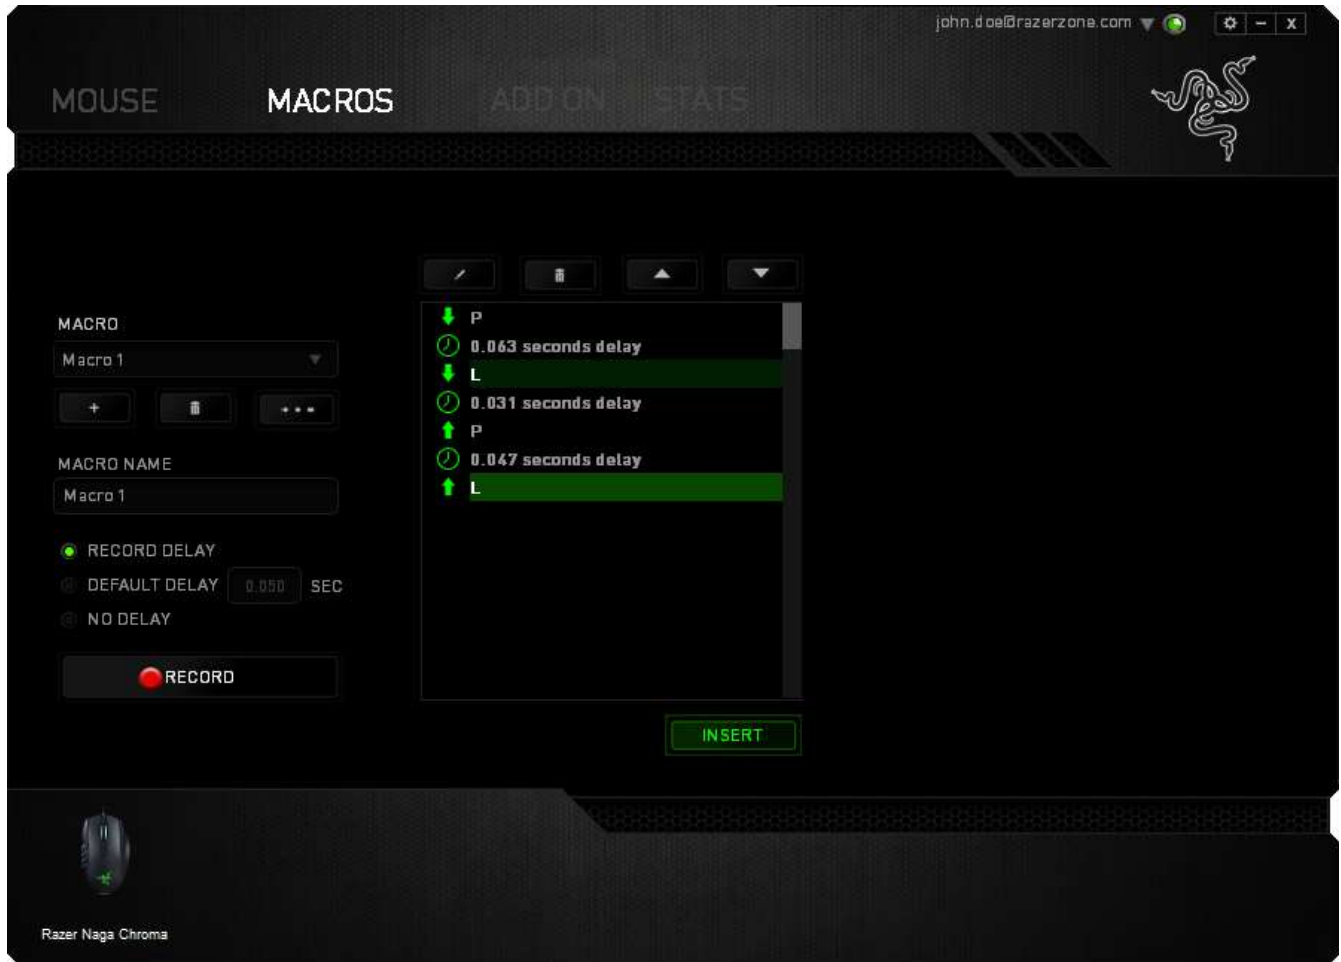 john.doe@razerzone.com
MOUSE MACROS ADD ON STATS
MACRO
Macro 1
MACRO NAME
Macro 1
RECORD DELAY
DEFAULT DELAY 0.050 SEC
NO DELAY
RECORD
P
0.063 seconds delay
L
0.031 seconds delay
P
0.047 seconds delay
L
INSERT
Razer Naga Chroma